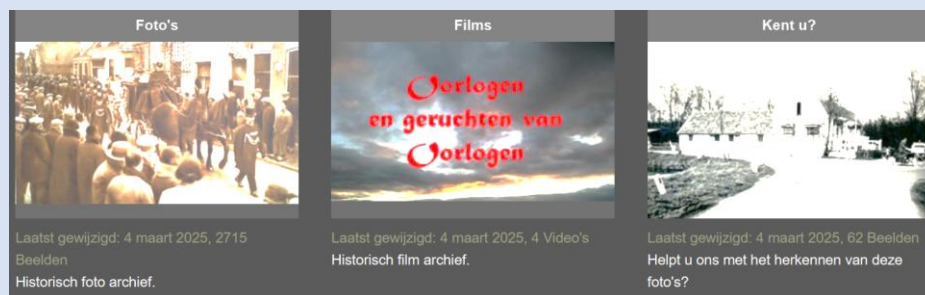 Foto's
Films
Kent u?
Oorlogen
en geruchten van
Oorlogen
Laatst gewijzigd: 4 maart 2025, 2715
Beelden
Historisch foto archief.
Laatst gewijzigd: 4 maart 2025, 4 Video's
Historisch film archief.
Laatst gewijzigd: 4 maart 2025, 62 Beelden
Helpt u ons met het herkennen van deze
foto's?